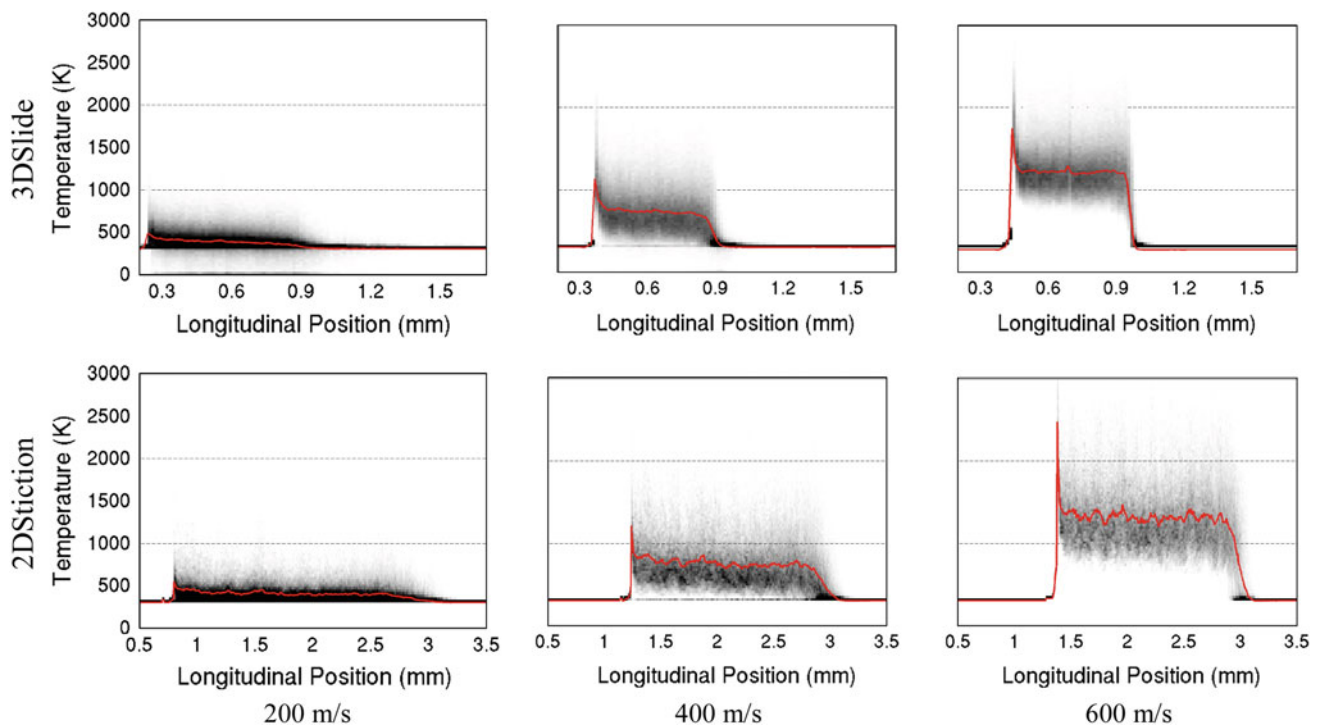 3DSlide
Temperature (K)
3000
2500
2000
1500
1000
500
0
0.3 0.6 0.9 1.2 1.5
0.3 0.6 0.9 1.2 1.5
0.3 0.6 0.9 1.2 1.5
Longitudinal Position (mm)
Longitudinal Position (mm)
Longitudinal Position (mm)
2DStiction
Temperature (K)
3000
2500
2000
1500
1000
500
0
0.5 1 1.5 2 2.5 3 3.5
0.5 1 1.5 2 2.5 3 3.5
0.5 1 1.5 2 2.5 3 3.5
Longitudinal Position (mm)
Longitudinal Position (mm)
Longitudinal Position (mm)
200 m/s
400 m/s
600 m/s